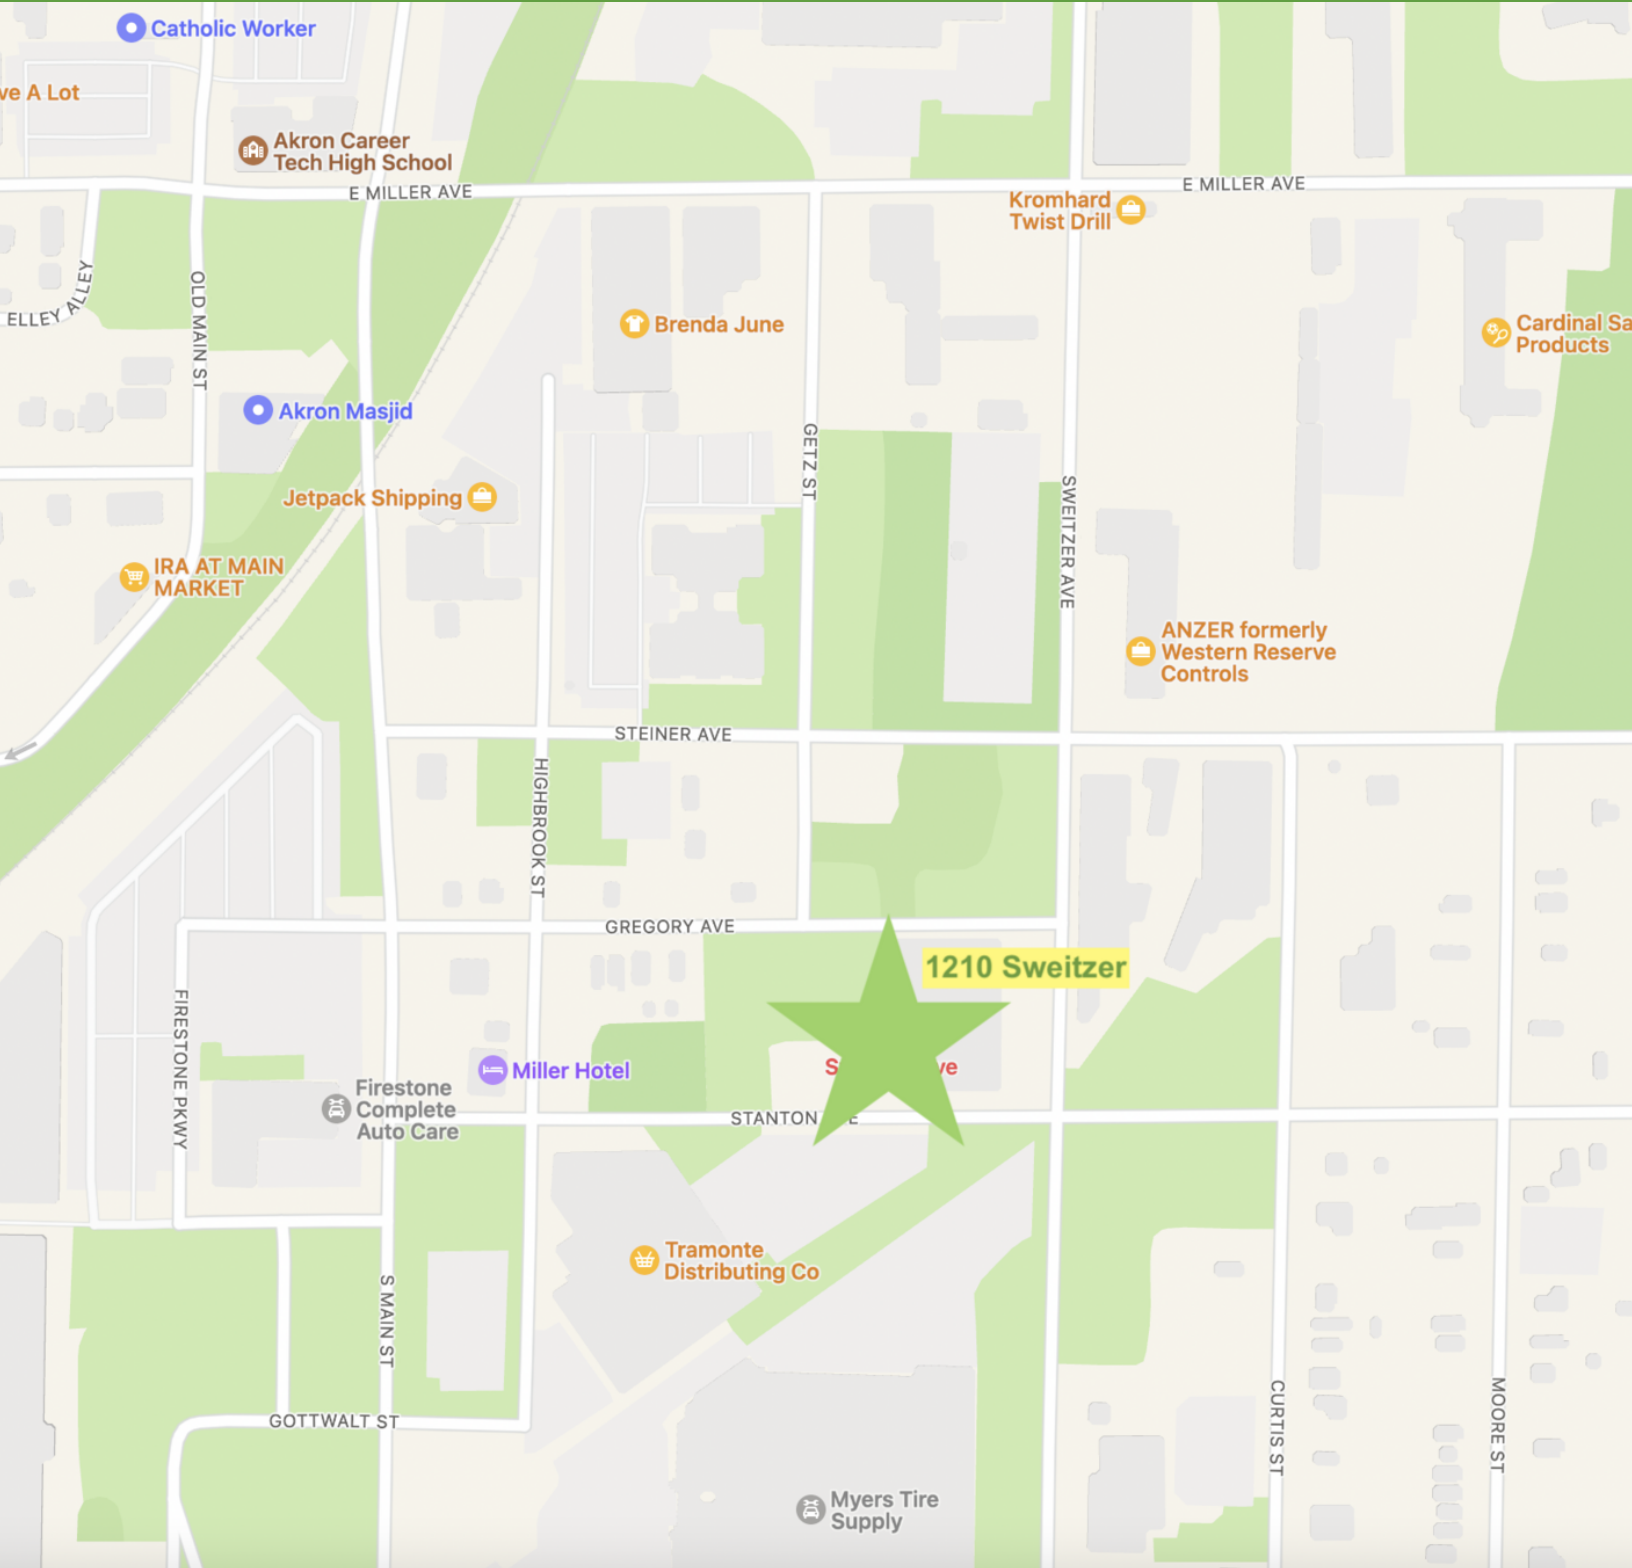 Catholic Worker
ve A Lot
Akron Career
Tech High School
E MILLER AVE
E MILLER AVE
Kromhard
Twist Drill
ELLEY ALLEY
OLD MAIN ST
Brenda June
Cardinal Sa
Products
Akron Masjid
GETZ ST
Jetpack Shipping
SWEITZER AVE
IRA AT MAIN
MARKET
ANZER formerly
Western Reserve
Controls
STEINER AVE
HIGHBROOK ST
GREGORY AVE
1210 Sweitzer
FIRESTONE PKWY
Miller Hotel
S
ve
Firestone
Complete
Auto Care
STANTON
E
Tramonte
Distributing Co
S MAIN ST
GOTTWALT ST
CURTIS ST
MOORE ST
Myers Tire
Supply